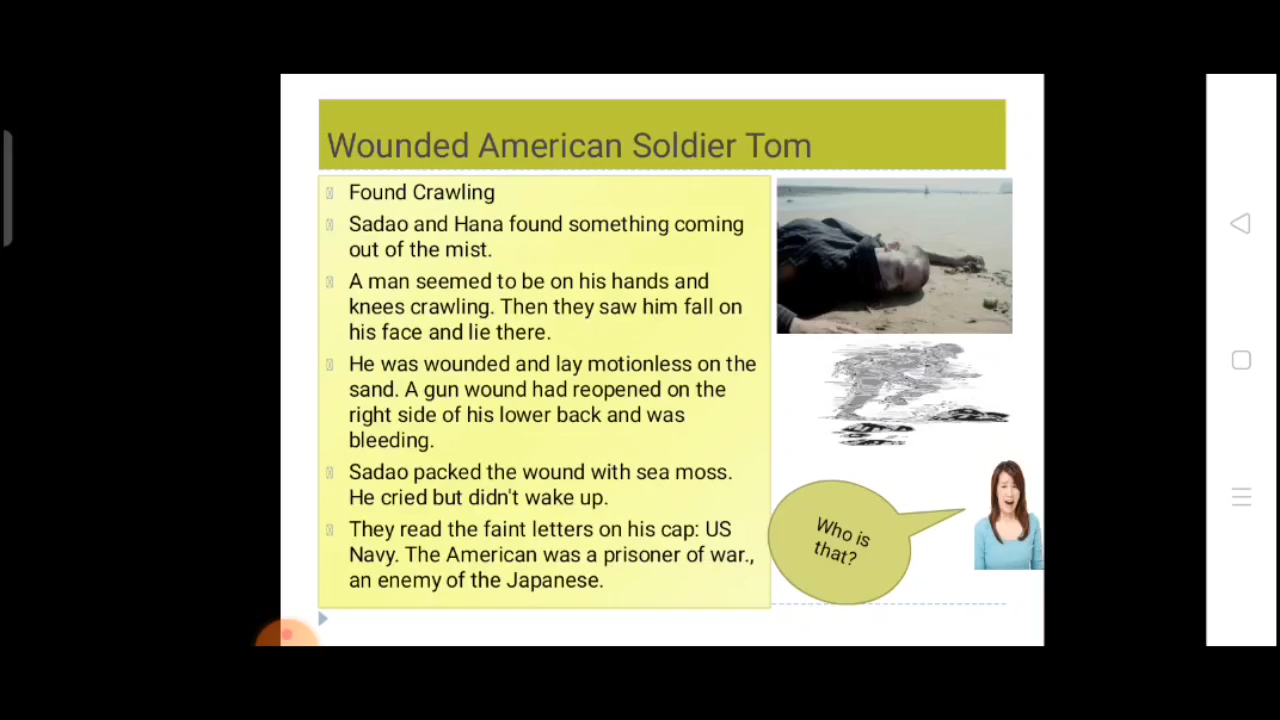 Wounded American Soldier Tom
Found Crawling
Sadao and Hana found something coming
out of the mist.
A man seemed to be on his hands and
knees crawling. Then they saw him fall on
his face and lie there.
He was wounded and lay motionless on the
sand. A gun wound had reopened on the
right side of his lower back and was
bleeding.
Sadao packed the wound with sea moss.
He cried but didn't wake up.
They read the faint letters on his cap: US
Navy. The American was a prisoner of war.,
an enemy of the Japanese.
Who is
that?